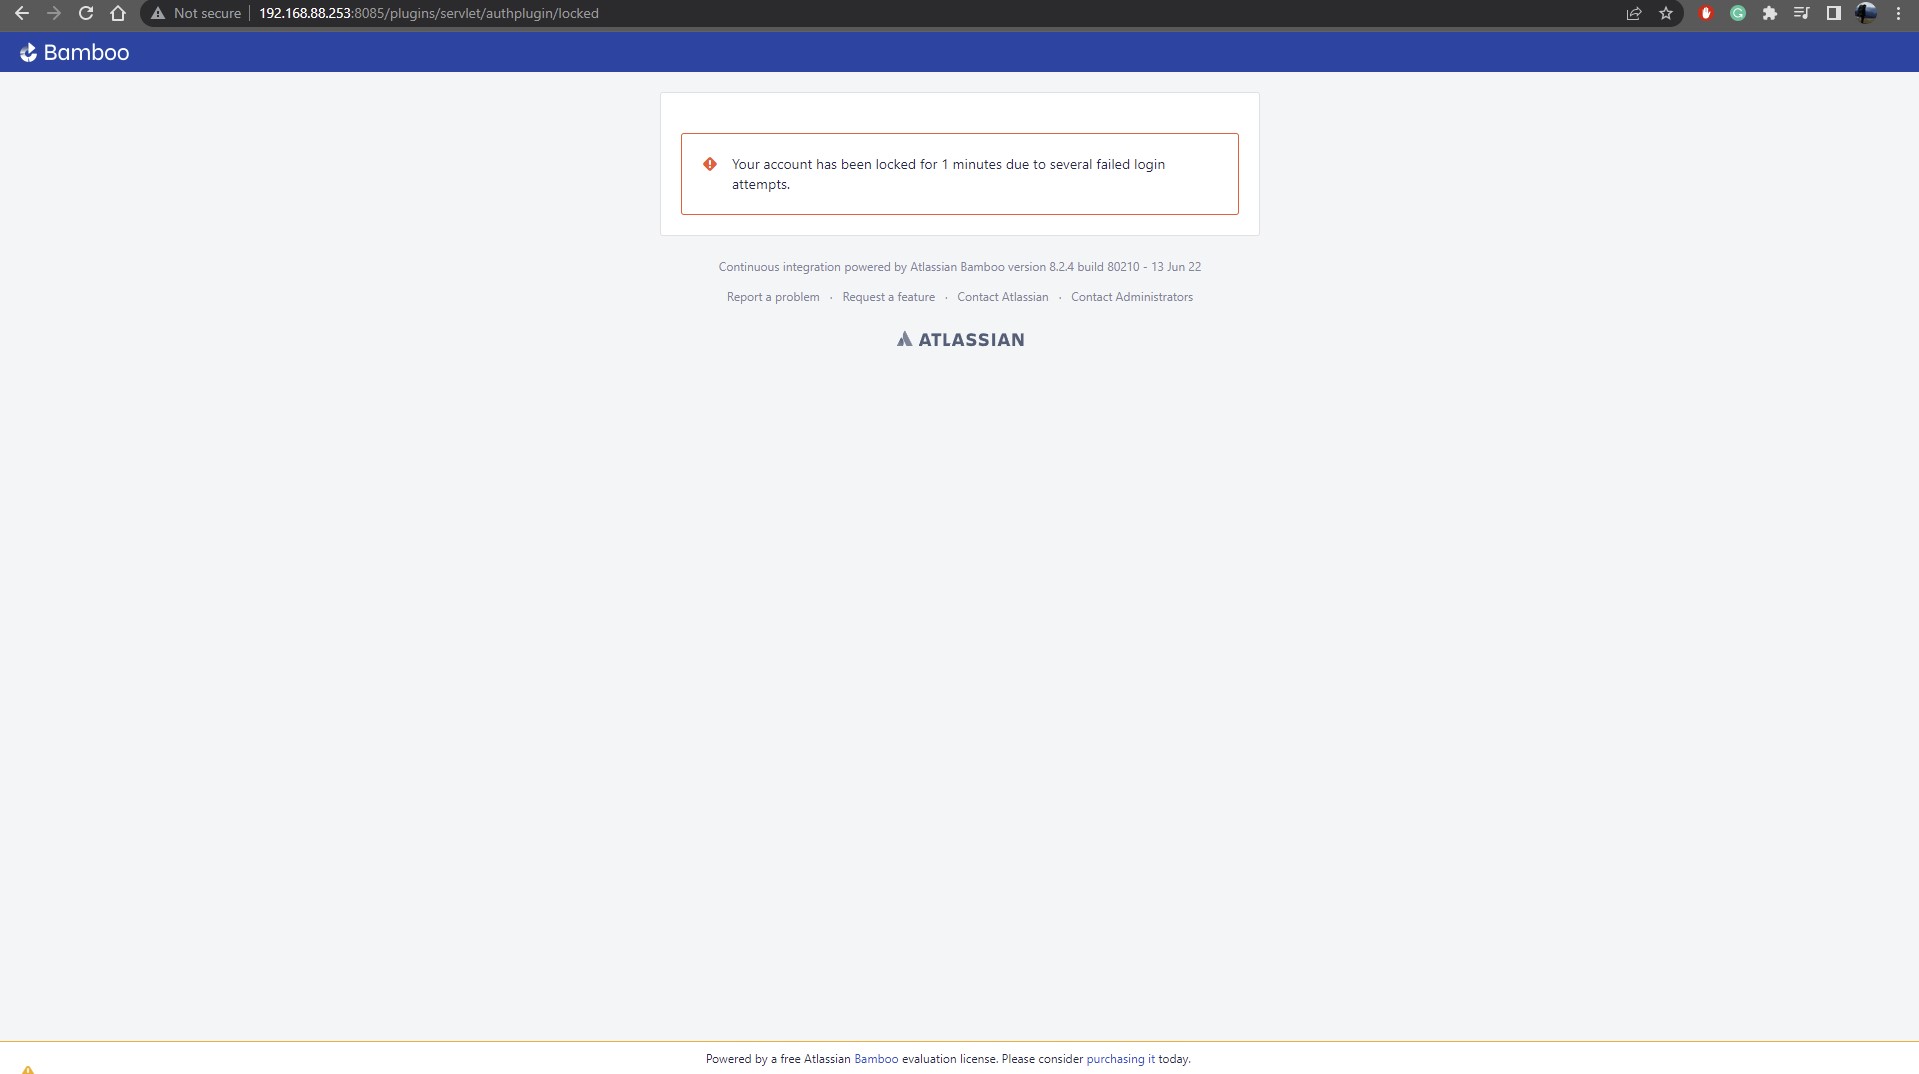 Not secure 192.168.88.253:8085/plugins/servlet/authplugin/locked
Bamboo
Your account has been locked for 1 minutes due to several failed login
attempts.
Continuous integration powered by Atlassian Bamboo version 8.2.4 build 80210 - 13 Jun 22
Report a problem · Request a feature · Contact Atlassian · Contact Administrators
ATLASSIAN
Powered by a free Atlassian Bamboo evaluation license. Please consider purchasing it today.